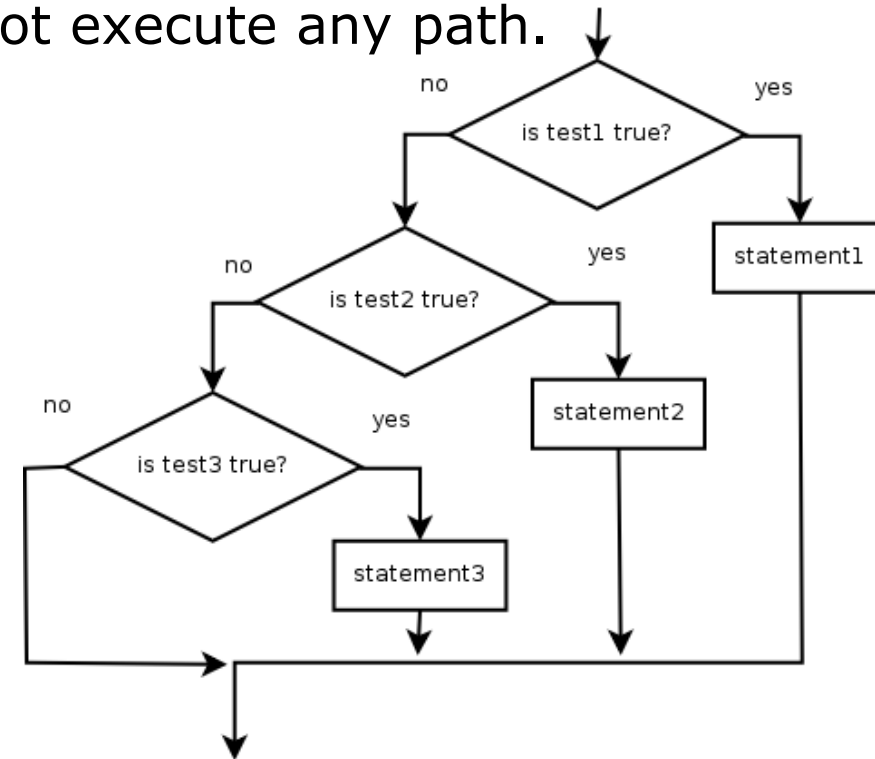 ot execute any path.
no
yes
is test1 true?
no
yes
statement1
is test2 true?
no
yes
statement2
is test3 true?
statement3